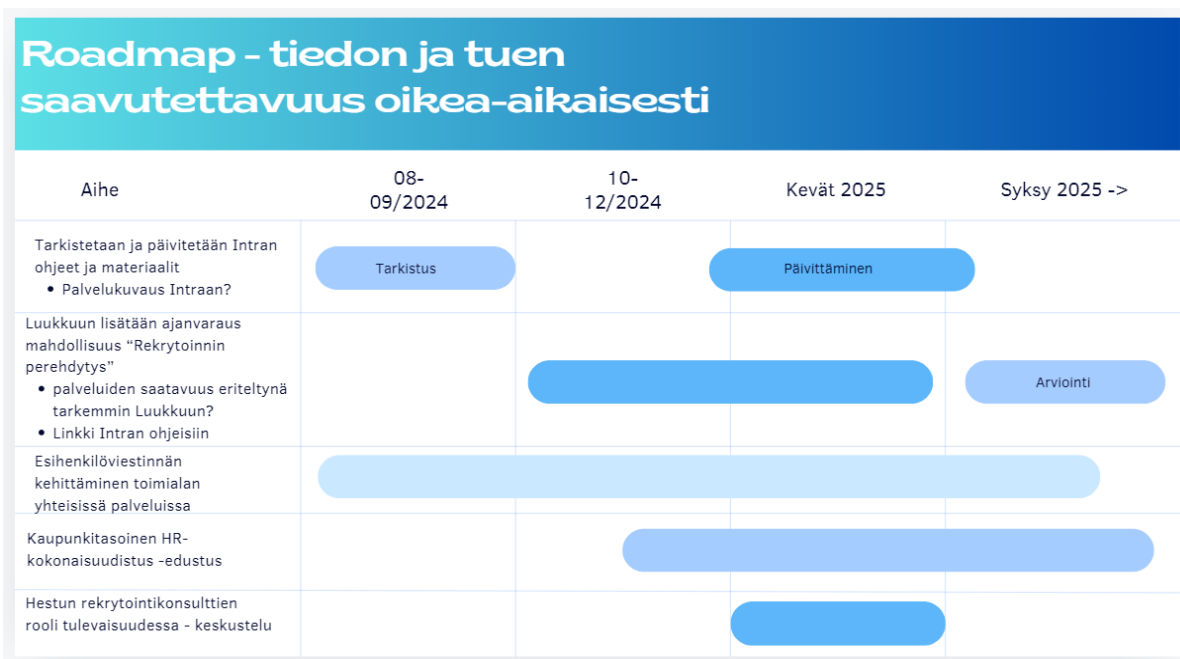 Roadmap - tiedon ja tuen
saavutettavuus oikea-aikaisesti
Aihe
08-
09/2024
10-
12/2024
Kevät 2025
Syksy 2025 ->
Tarkistetaan ja päivitetään Intran
ohjeet ja materiaalit
• Palvelukuvaus Intraan?
Tarkistus
Päivittäminen
Luukkuun lisätään ajanvaraus
mahdollisuus “Rekrytoinnin
perehdytys”
• palveluiden saatavuus eriteltynä
tarkemmin Luukkuun?
• Linkki Intran ohjeisiin
Arviointi
Esihenkilöviestinnän
kehittäminen toimialan
yhteisissä palveluissa
Kaupunkitasoinen HR-
kokonaisuudistus -edustus
Hestun rekrytointikonsulttien
rooli tulevaisuudessa - keskustelu